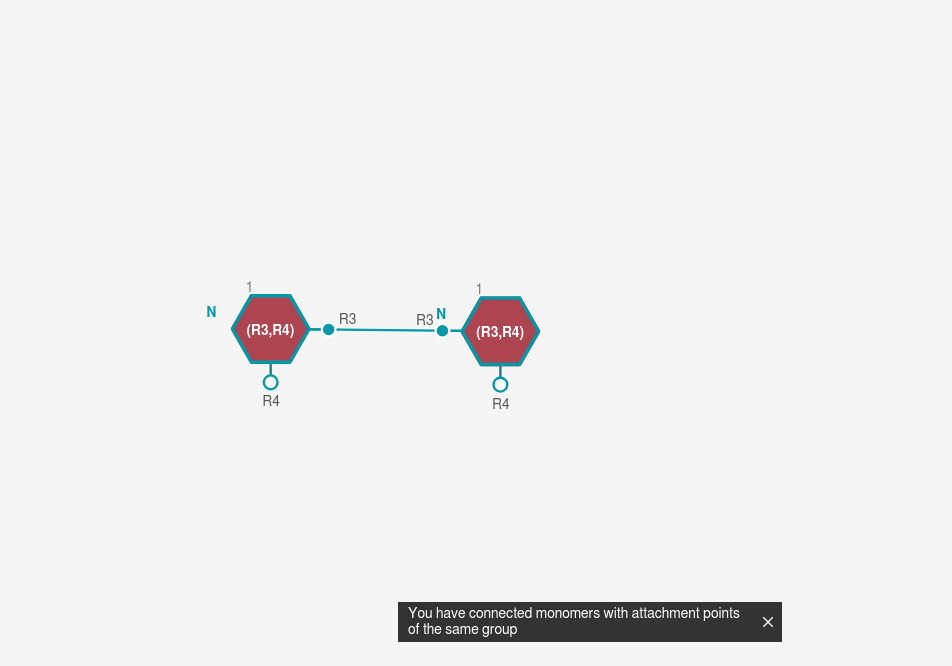 1
1
N
(R3,R4)
R3
R3
N
(R3,R4)
R4
R4
You have connected monomers with attachment points
of the same group